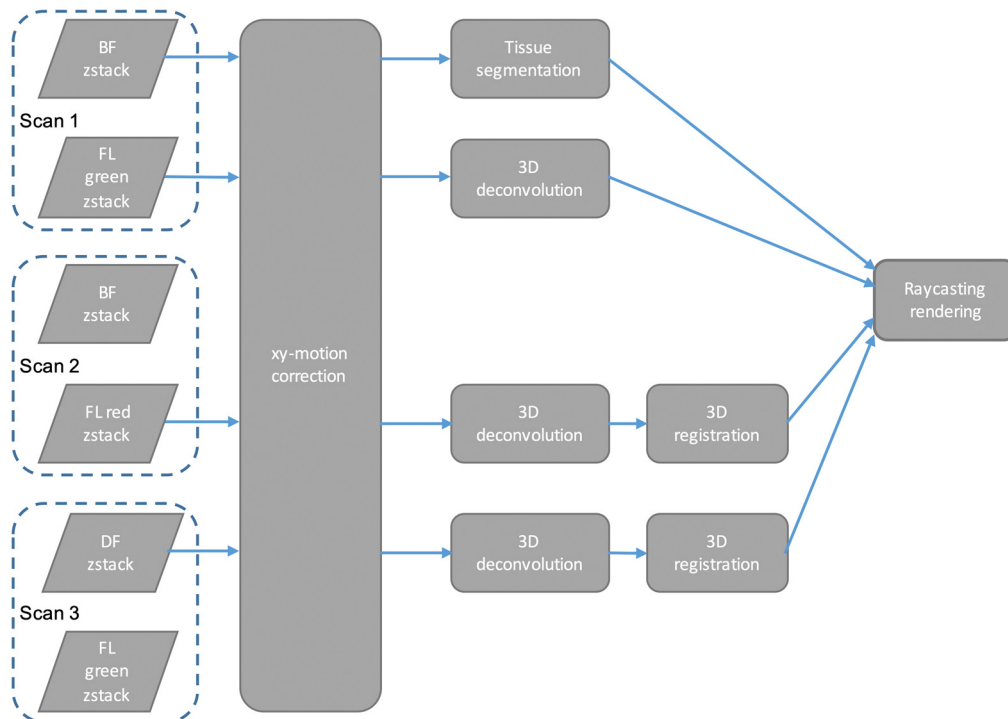 BF
zstack
Scan 1
FL
green
zstack
BF
zstack
Scan 2
FL red
zstack
DF
zstack
Scan 3
FL
green
zstack
xy-motion
correction
Tissue
segmentation
3D
deconvolution
3D
deconvolution
3D
registration
3D
deconvolution
3D
registration
Raycasting
rendering